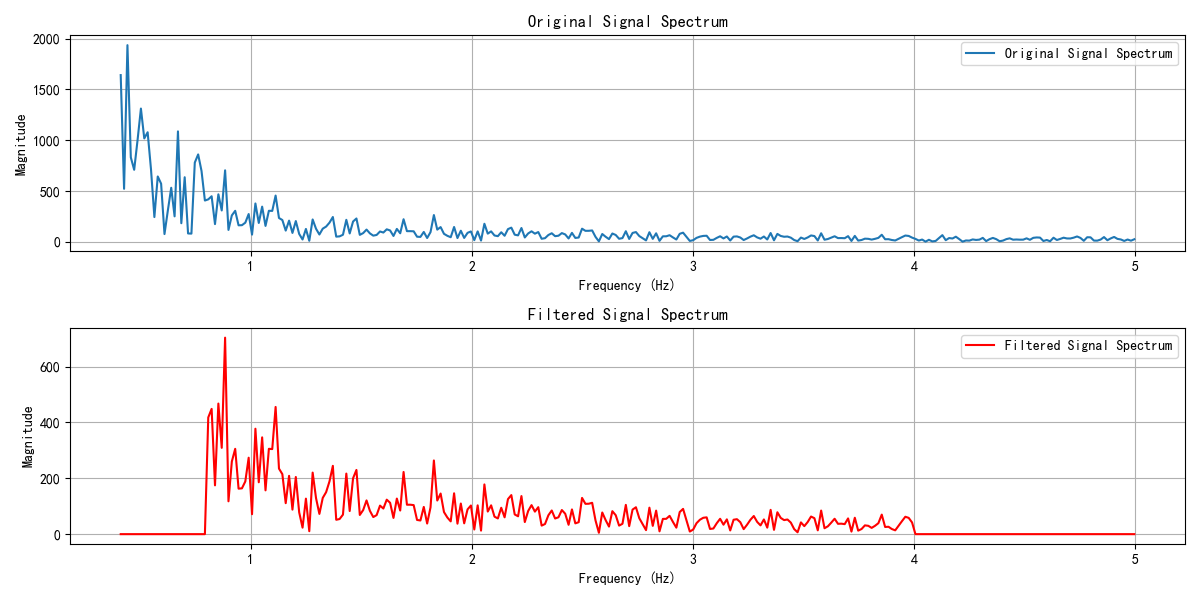 Original Signal Spectrum
2000
1500
1000
500
0
Magnitude
Original Signal Spectrum
1 2 3 4 5
Frequency (Hz)
Filtered Signal Spectrum
600
400
200
0
Magnitude
Filtered Signal Spectrum
1 2 3 4 5
Frequency (Hz)